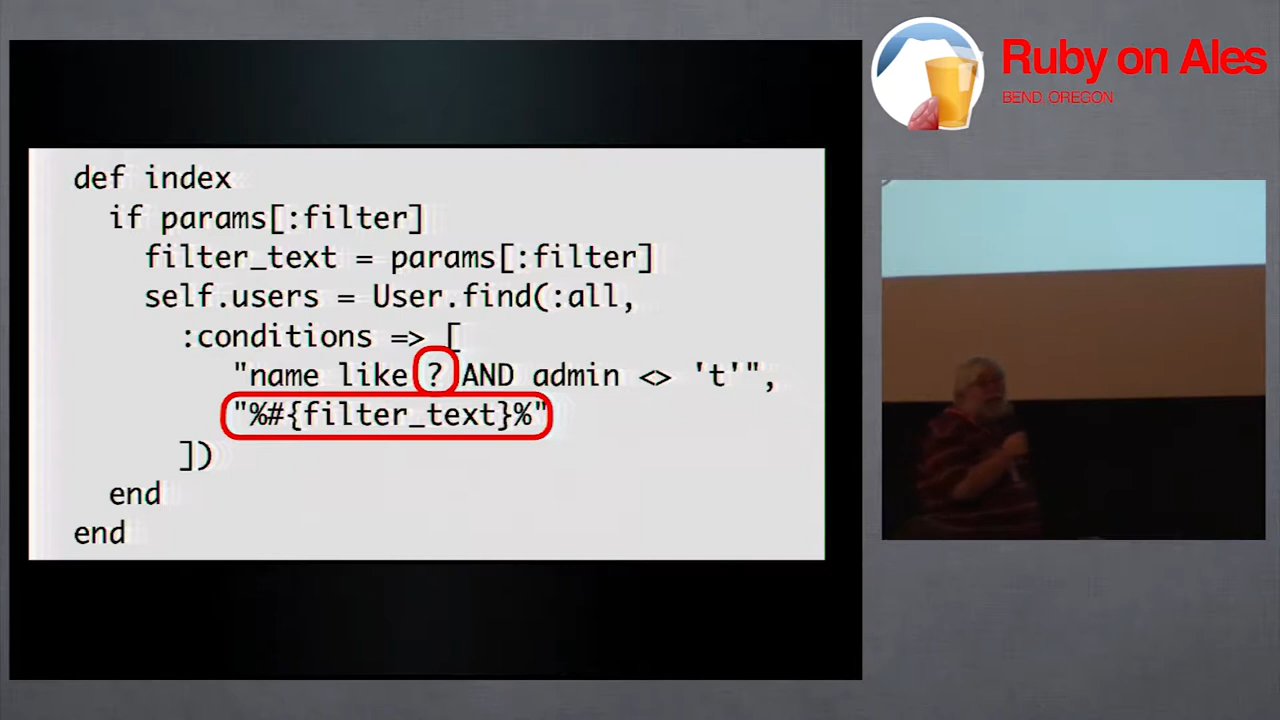 def index
if params[:filter]
filter_text = params[:filter]
self.users = User.find(:all,
:conditions => [
"name like ? AND admin <> 't'",
"%#{filter_text}%"
])
end
end
Ruby on Ales
BEND, OREGON